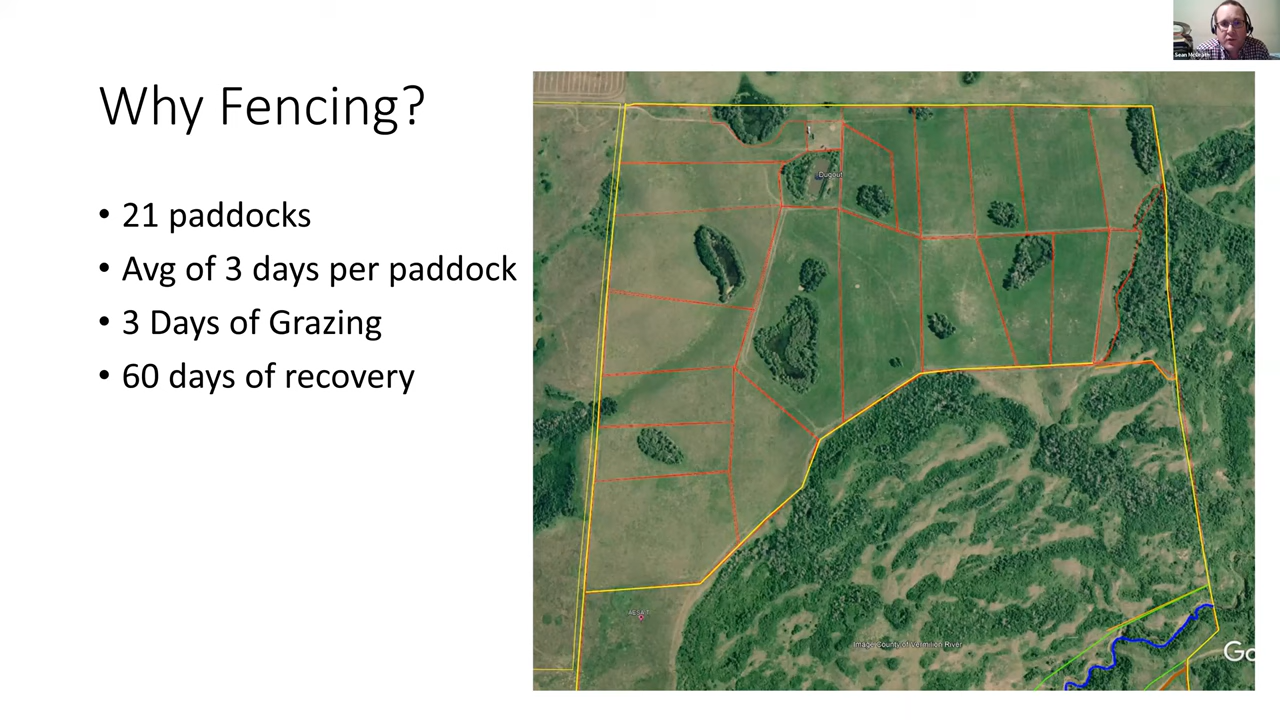 Why Fencing?
• 21 paddocks
• Avg of 3 days per paddock
• 3 Days of Grazing
• 60 days of recovery
Dugout
Image county of Vermilion River
Go